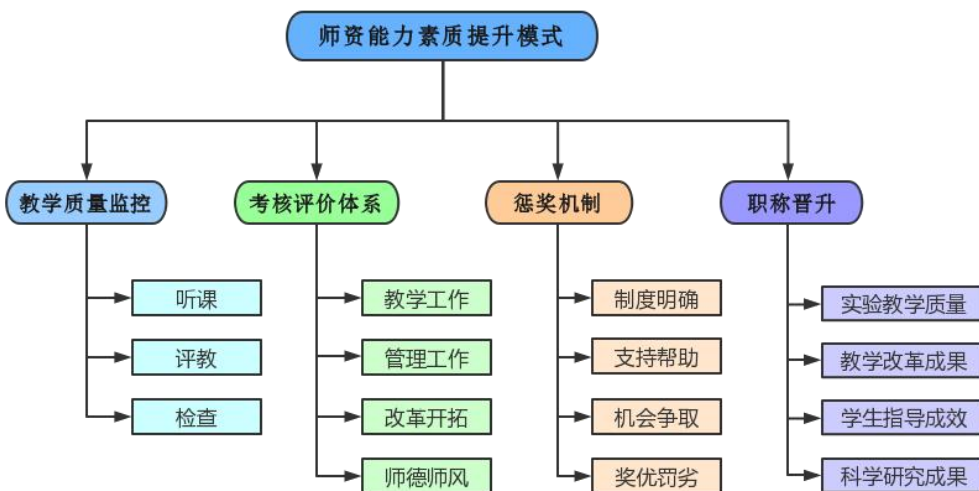 师资能力素质提升模式
教学质量监控
考核评价体系
惩奖机制
职称晋升
听课
评教
检查
教学工作
管理工作
改革开拓
师德师风
制度明确
支持帮助
机会争取
奖优罚劣
实验教学质量
教学改革成果
学生指导成效
科学研究成果